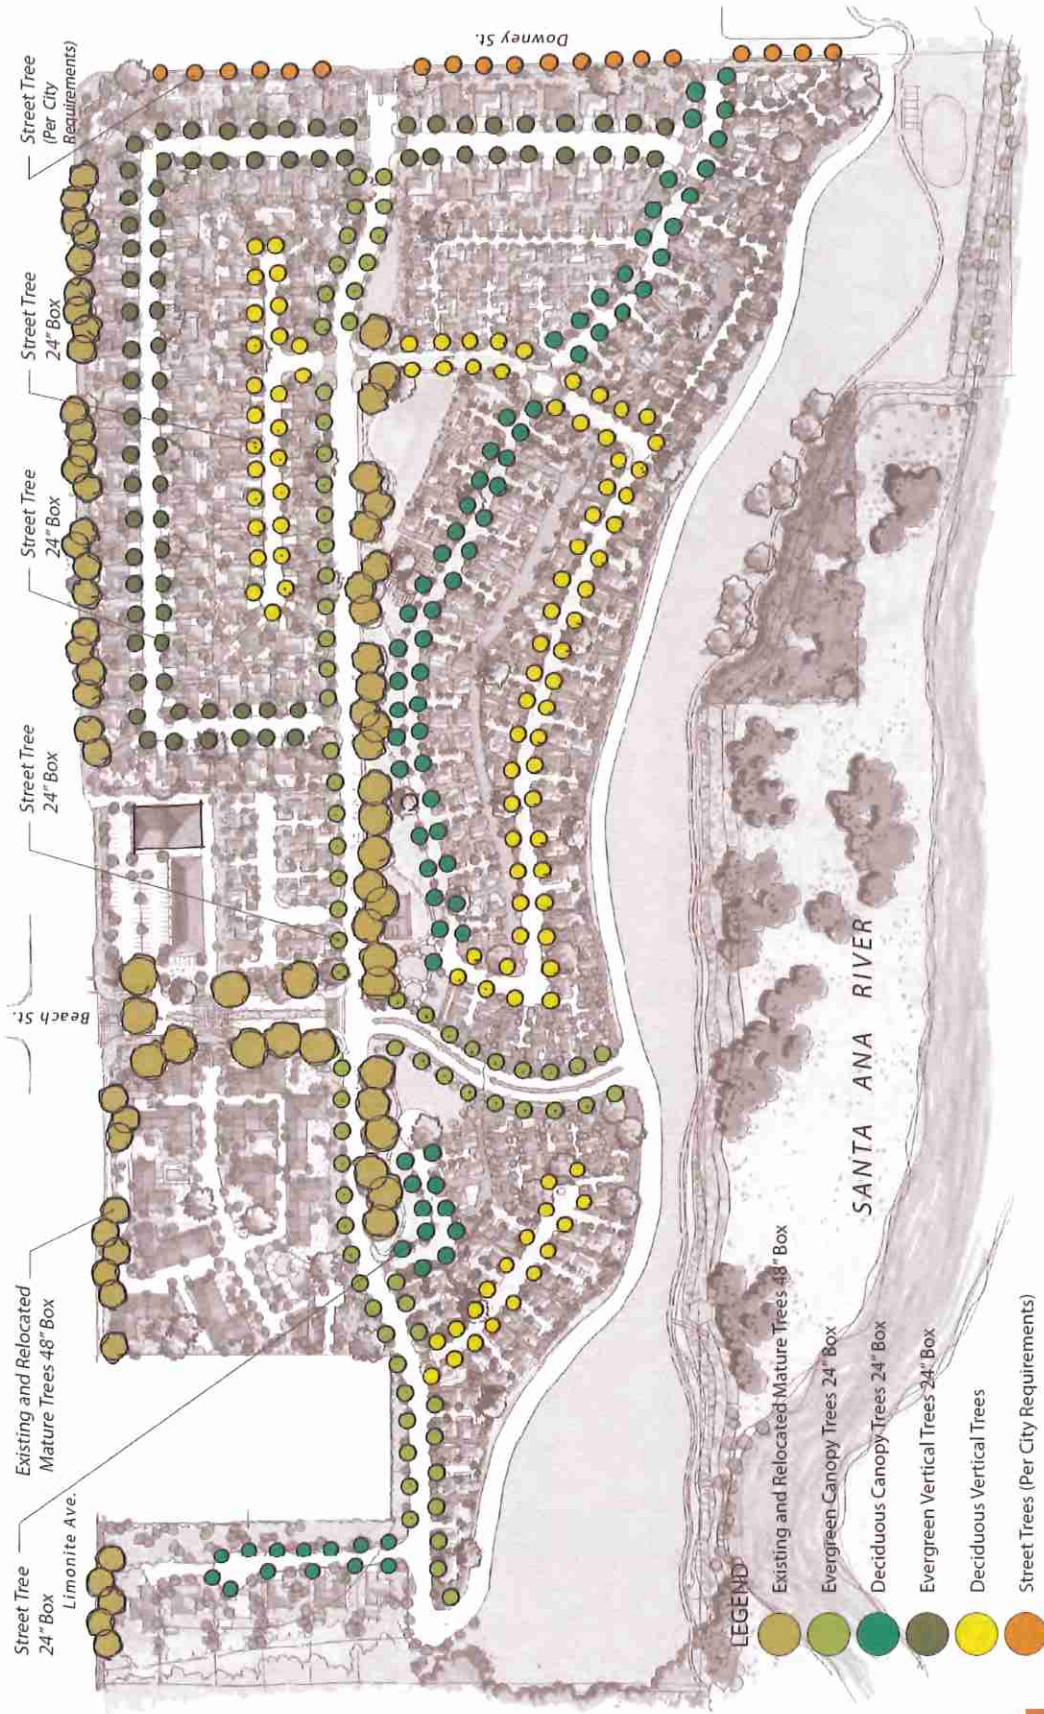 Street Tree
24" Box
Limonite Ave.
Existing and Relocated
Mature Trees 48" Box
Beach St.
Street Tree
24" Box
Street Tree
24" Box
Street Tree
24" Box
Street Tree
(Per City
Requirements)
Downey St.
SANTA ANA RIVER
LEGEND
Existing and Relocated Mature Trees 48" Box
Evergreen Canopy Trees 24" Box
Deciduous Canopy Trees 24" Box
Evergreen Vertical Trees 24" Box
Deciduous Vertical Trees
Street Trees (Per City Requirements)